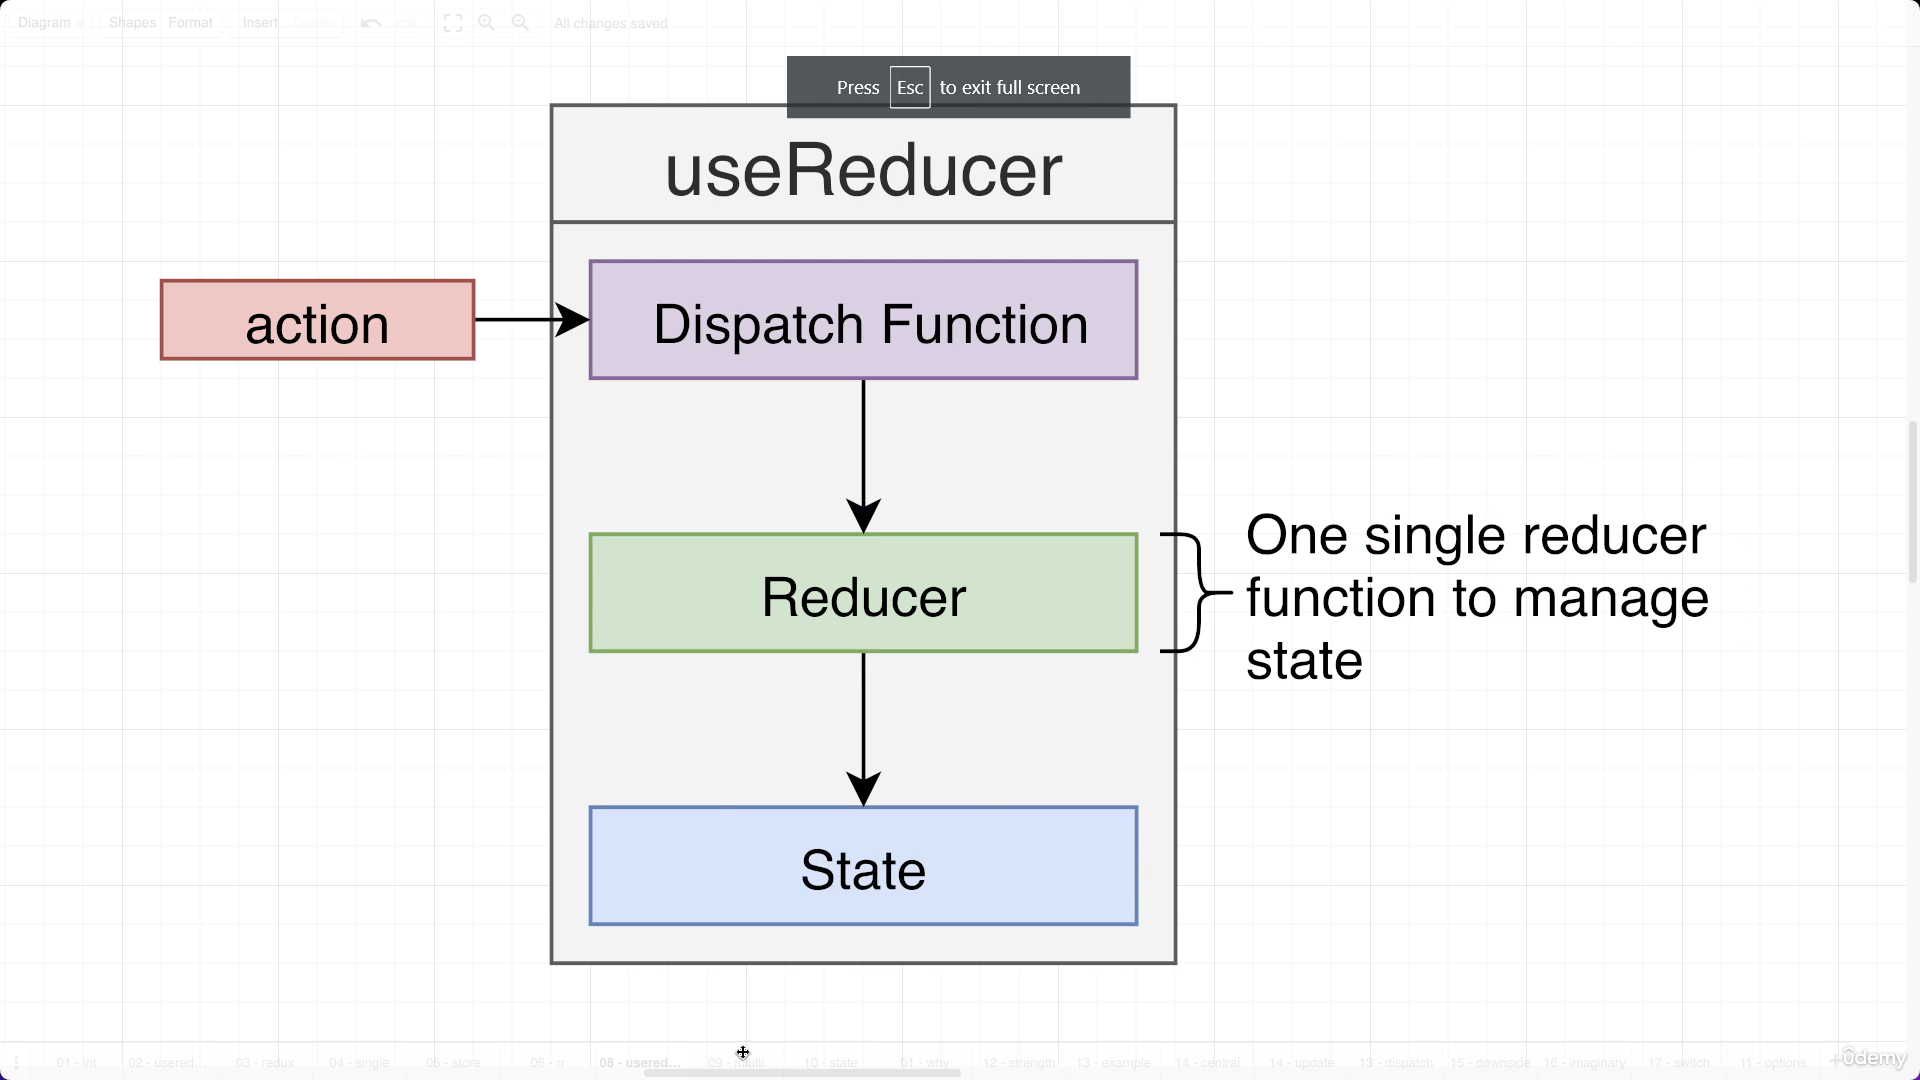 Diagram Shapes Format Insert Delete All changes saved
Press Esc to exit full screen
useReducer
action
Dispatch Function
Reducer
One single reducer
function to manage
state
State
01 - int 02 - usered... 03 - redux 04 - single 05 - store 06 - rr 08 - usered... 09 - multi 10 - state 01 - why 12 - strength 13 - example 14 - central 14 - update 13 - dispatch 15 - downside 16 - imaginary 17 - switch 11 - options
ûdemy